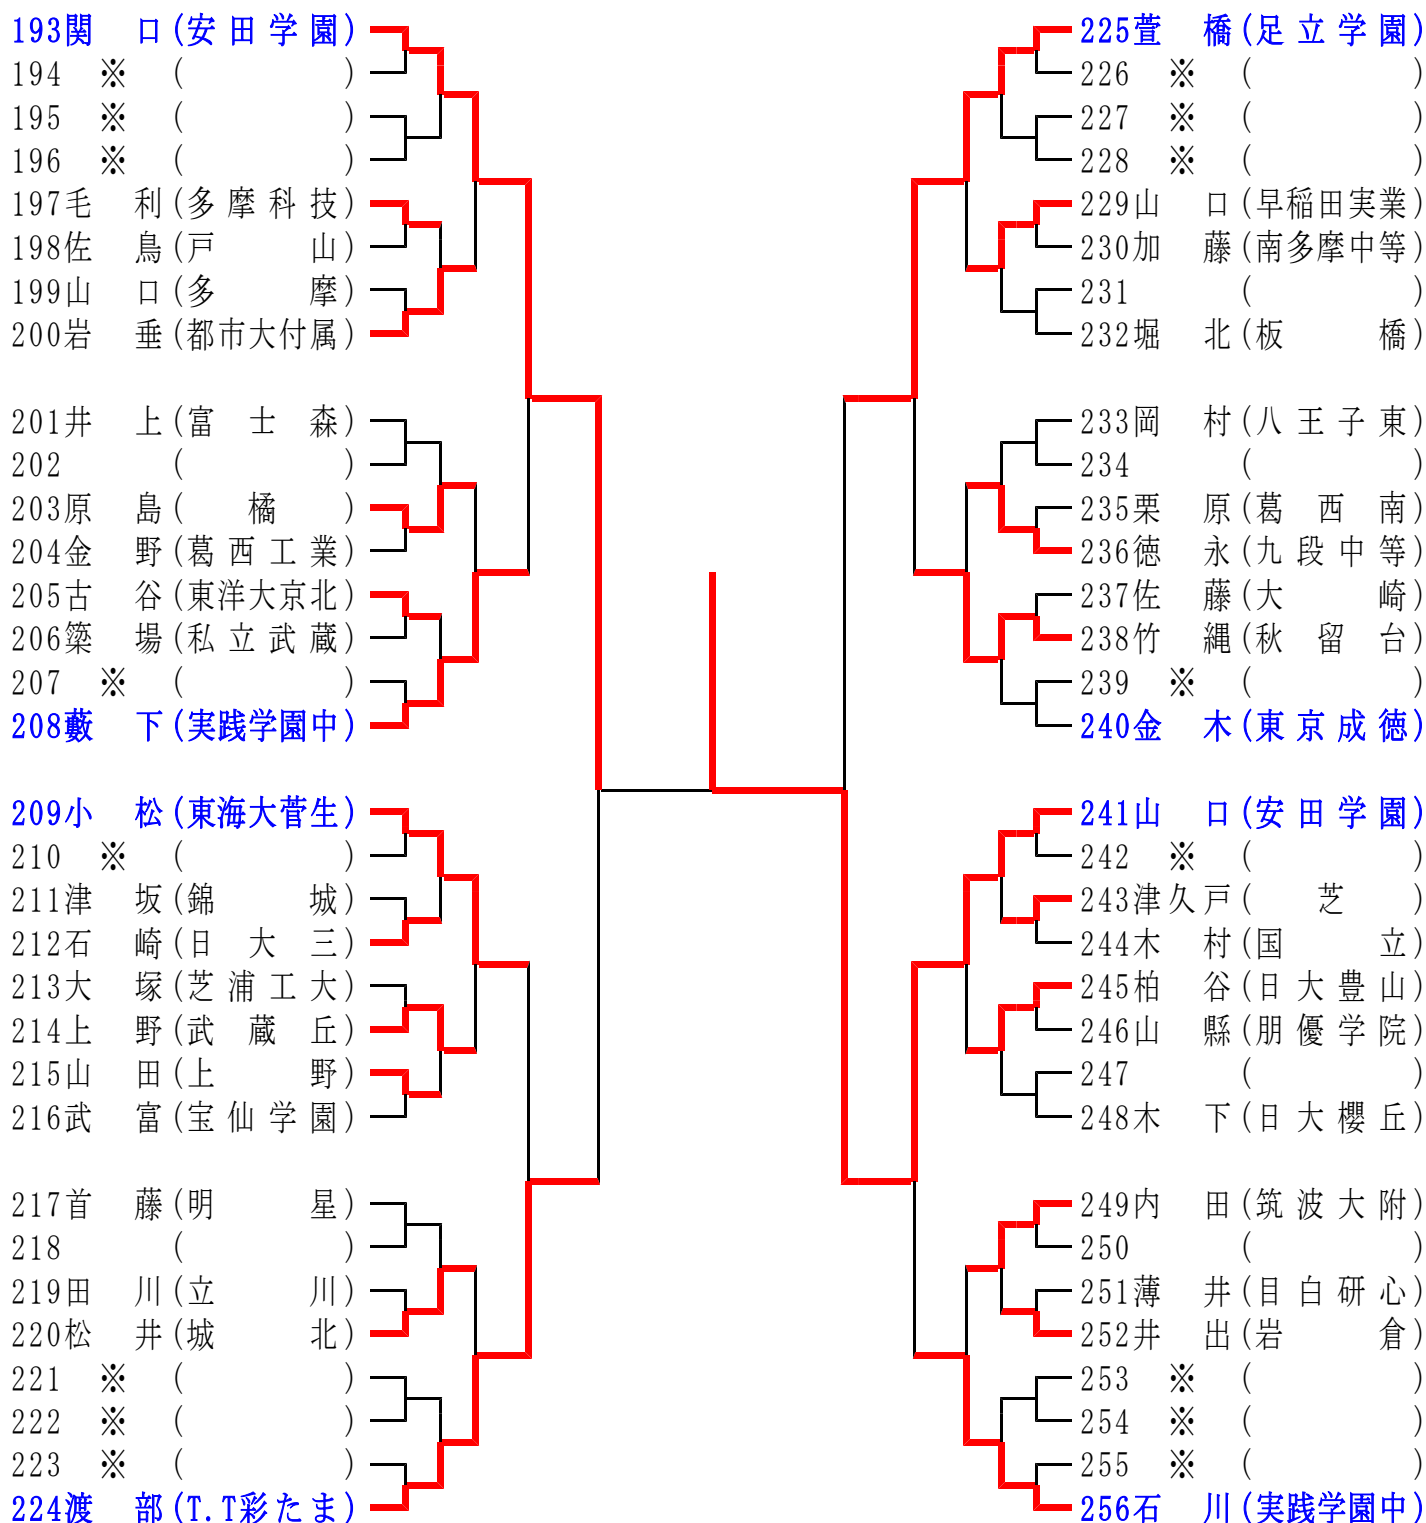 193関　口(安田学園)
194　※　(　　　　)
195　※　(　　　　)
196　※　(　　　　)
197毛　利(多摩科技)
198佐　鳥(戸　　山)
199山　口(多　　摩)
200岩　垂(都市大付属)
201井　上(富　士　森)
202　　　(　　　　)
203原　島(　橘　)
204金　野(葛西工業)
205古　谷(東洋大京北)
206築　場(私立武蔵)
207　※　(　　　　)
208藪　下(実践学園中)
209小　松(東海大菅生)
210　※　(　　　　)
211津　坂(錦　　城)
212石　崎(日　大　三)
213大　塚(芝浦工大)
214上　野(武　蔵　丘)
215山　田(上　　野)
216武　富(宝仙学園)
217首　藤(明　　星)
218　　　(　　　　)
219田　川(立　　川)
220松　井(城　　北)
221　※　(　　　　)
222　※　(　　　　)
223　※　(　　　　)
224渡　部(T.T彩たま)
225萱　橋(足立学園)
226　※　(　　　　)
227　※　(　　　　)
228　※　(　　　　)
229山　口(早稲田実業)
230加　藤(南多摩中等)
231　　　(　　　　)
232堀　北(板　　橋)
233岡　村(八王子東)
234　　　(　　　　)
235栗　原(葛　西　南)
236徳　永(九段中等)
237佐　藤(大　　崎)
238竹　縄(秋　留　台)
239　※　(　　　　)
240金　木(東京成徳)
241山　口(安田学園)
242　※　(　　　　)
243津久戸(　芝　)
244木　村(国　　立)
245柏　谷(日大豊山)
246山　縣(朋優学院)
247　　　(　　　　)
248木　下(日大櫻丘)
249内　田(筑波大附)
250　　　(　　　　)
251薄　井(目白研心)
252井　出(岩　　倉)
253　※　(　　　　)
254　※　(　　　　)
255　※　(　　　　)
256石　川(実践学園中)